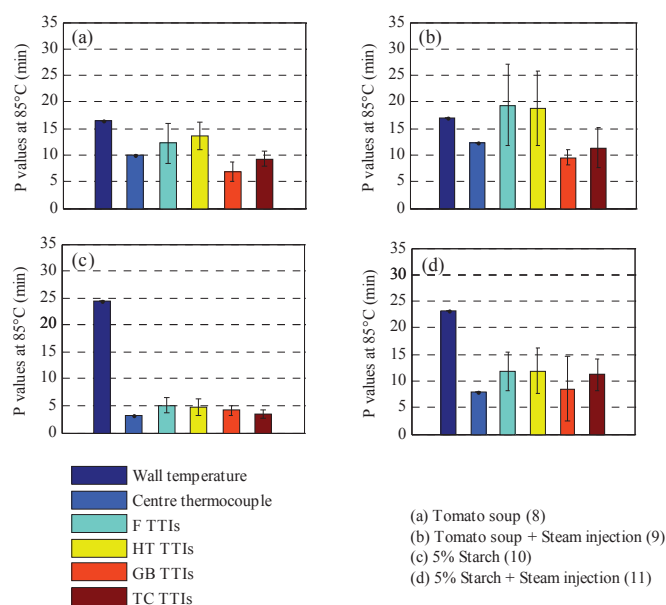 (a)
P values at 85°C (min)
35
30
25
20
15
10
5
0
(b)
P values at 85°C (min)
35
30
25
20
15
10
5
0
(c)
P values at 85°C (min)
35
30
25
20
15
10
5
0
(d)
P values at 85°C (min)
35
30
25
20
15
10
5
0
Wall temperature
Centre thermocouple
F TTIs
HT TTIs
GB TTIs
TC TTIs
(a) Tomato soup (8)
(b) Tomato soup + Steam injection (9)
(c) 5% Starch (10)
(d) 5% Starch + Steam injection (11)